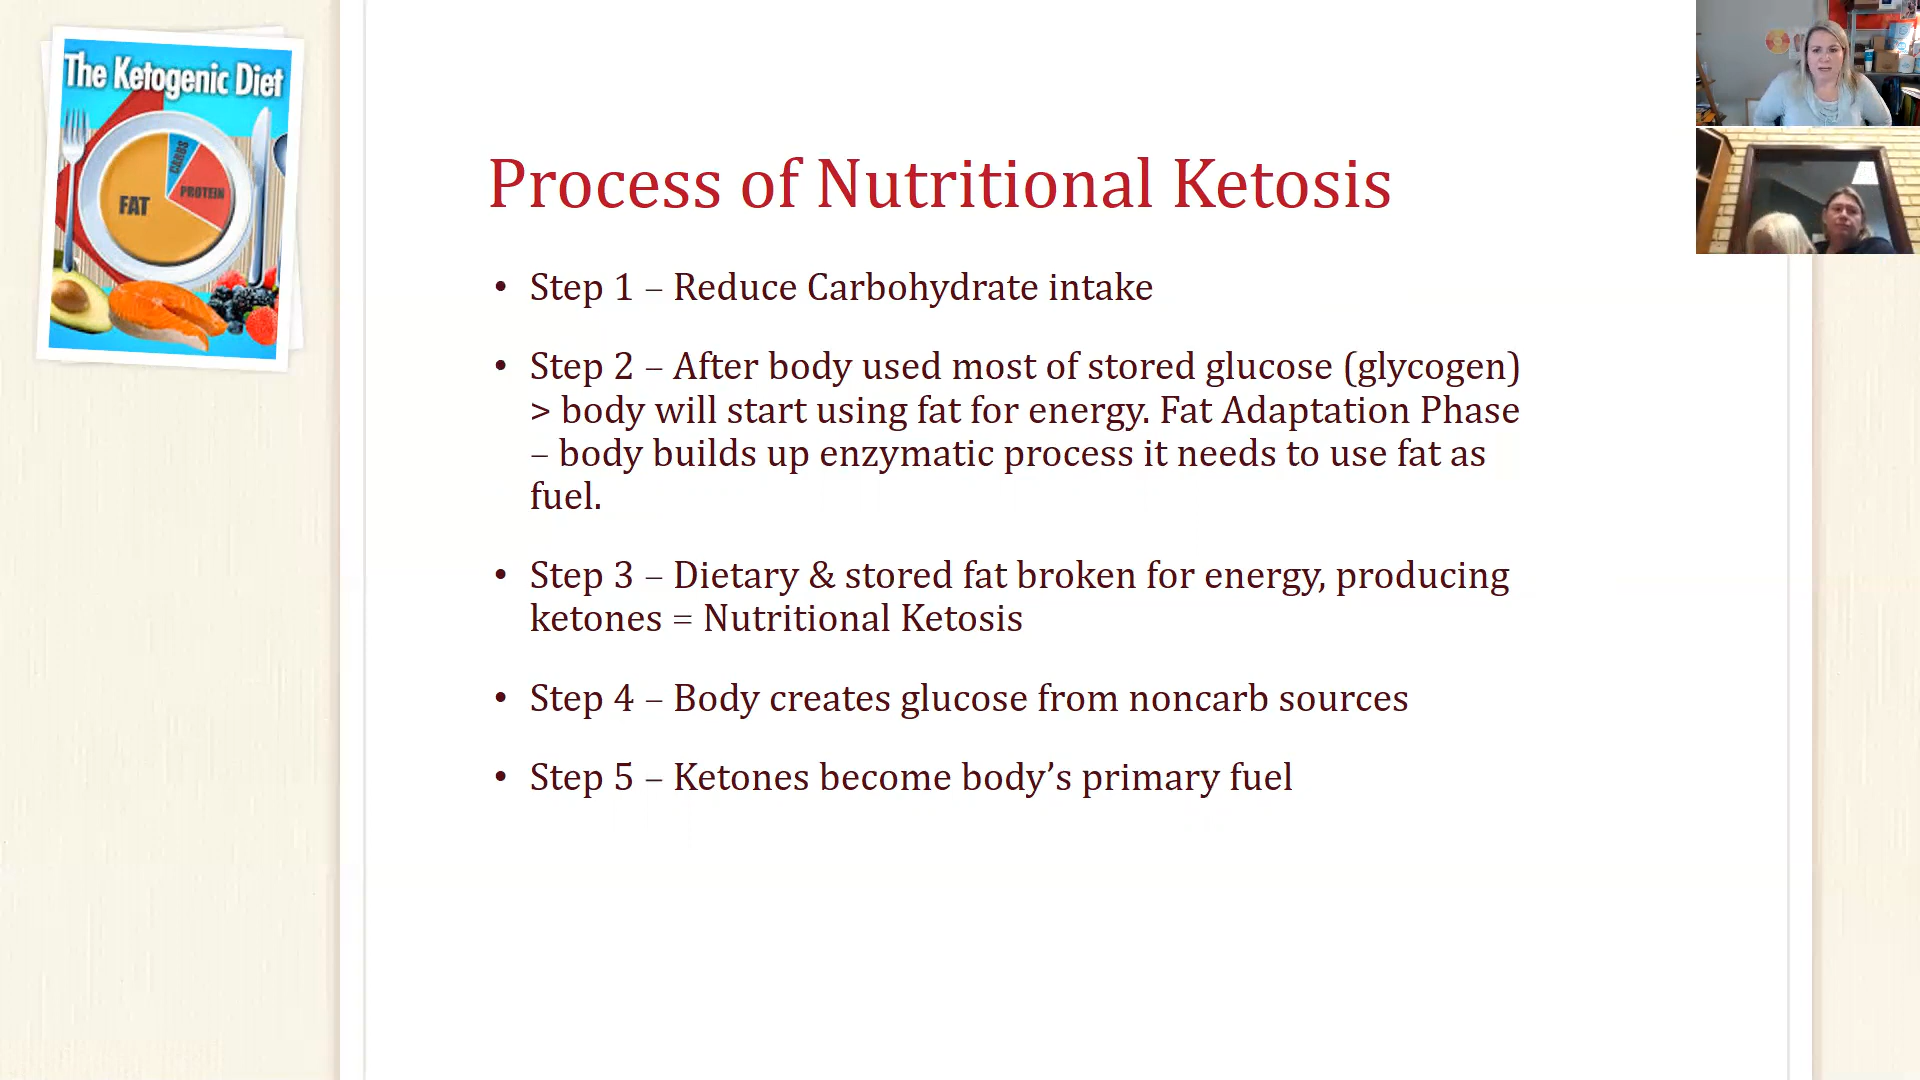 The Ketogenic Diet
CARBS
PROTEIN
FAT
Process of Nutritional Ketosis
• Step 1 – Reduce Carbohydrate intake
• Step 2 – After body used most of stored glucose (glycogen)
> body will start using fat for energy. Fat Adaptation Phase
– body builds up enzymatic process it needs to use fat as
fuel.
• Step 3 – Dietary & stored fat broken for energy, producing
ketones = Nutritional Ketosis
• Step 4 – Body creates glucose from noncarb sources
• Step 5 – Ketones become body’s primary fuel